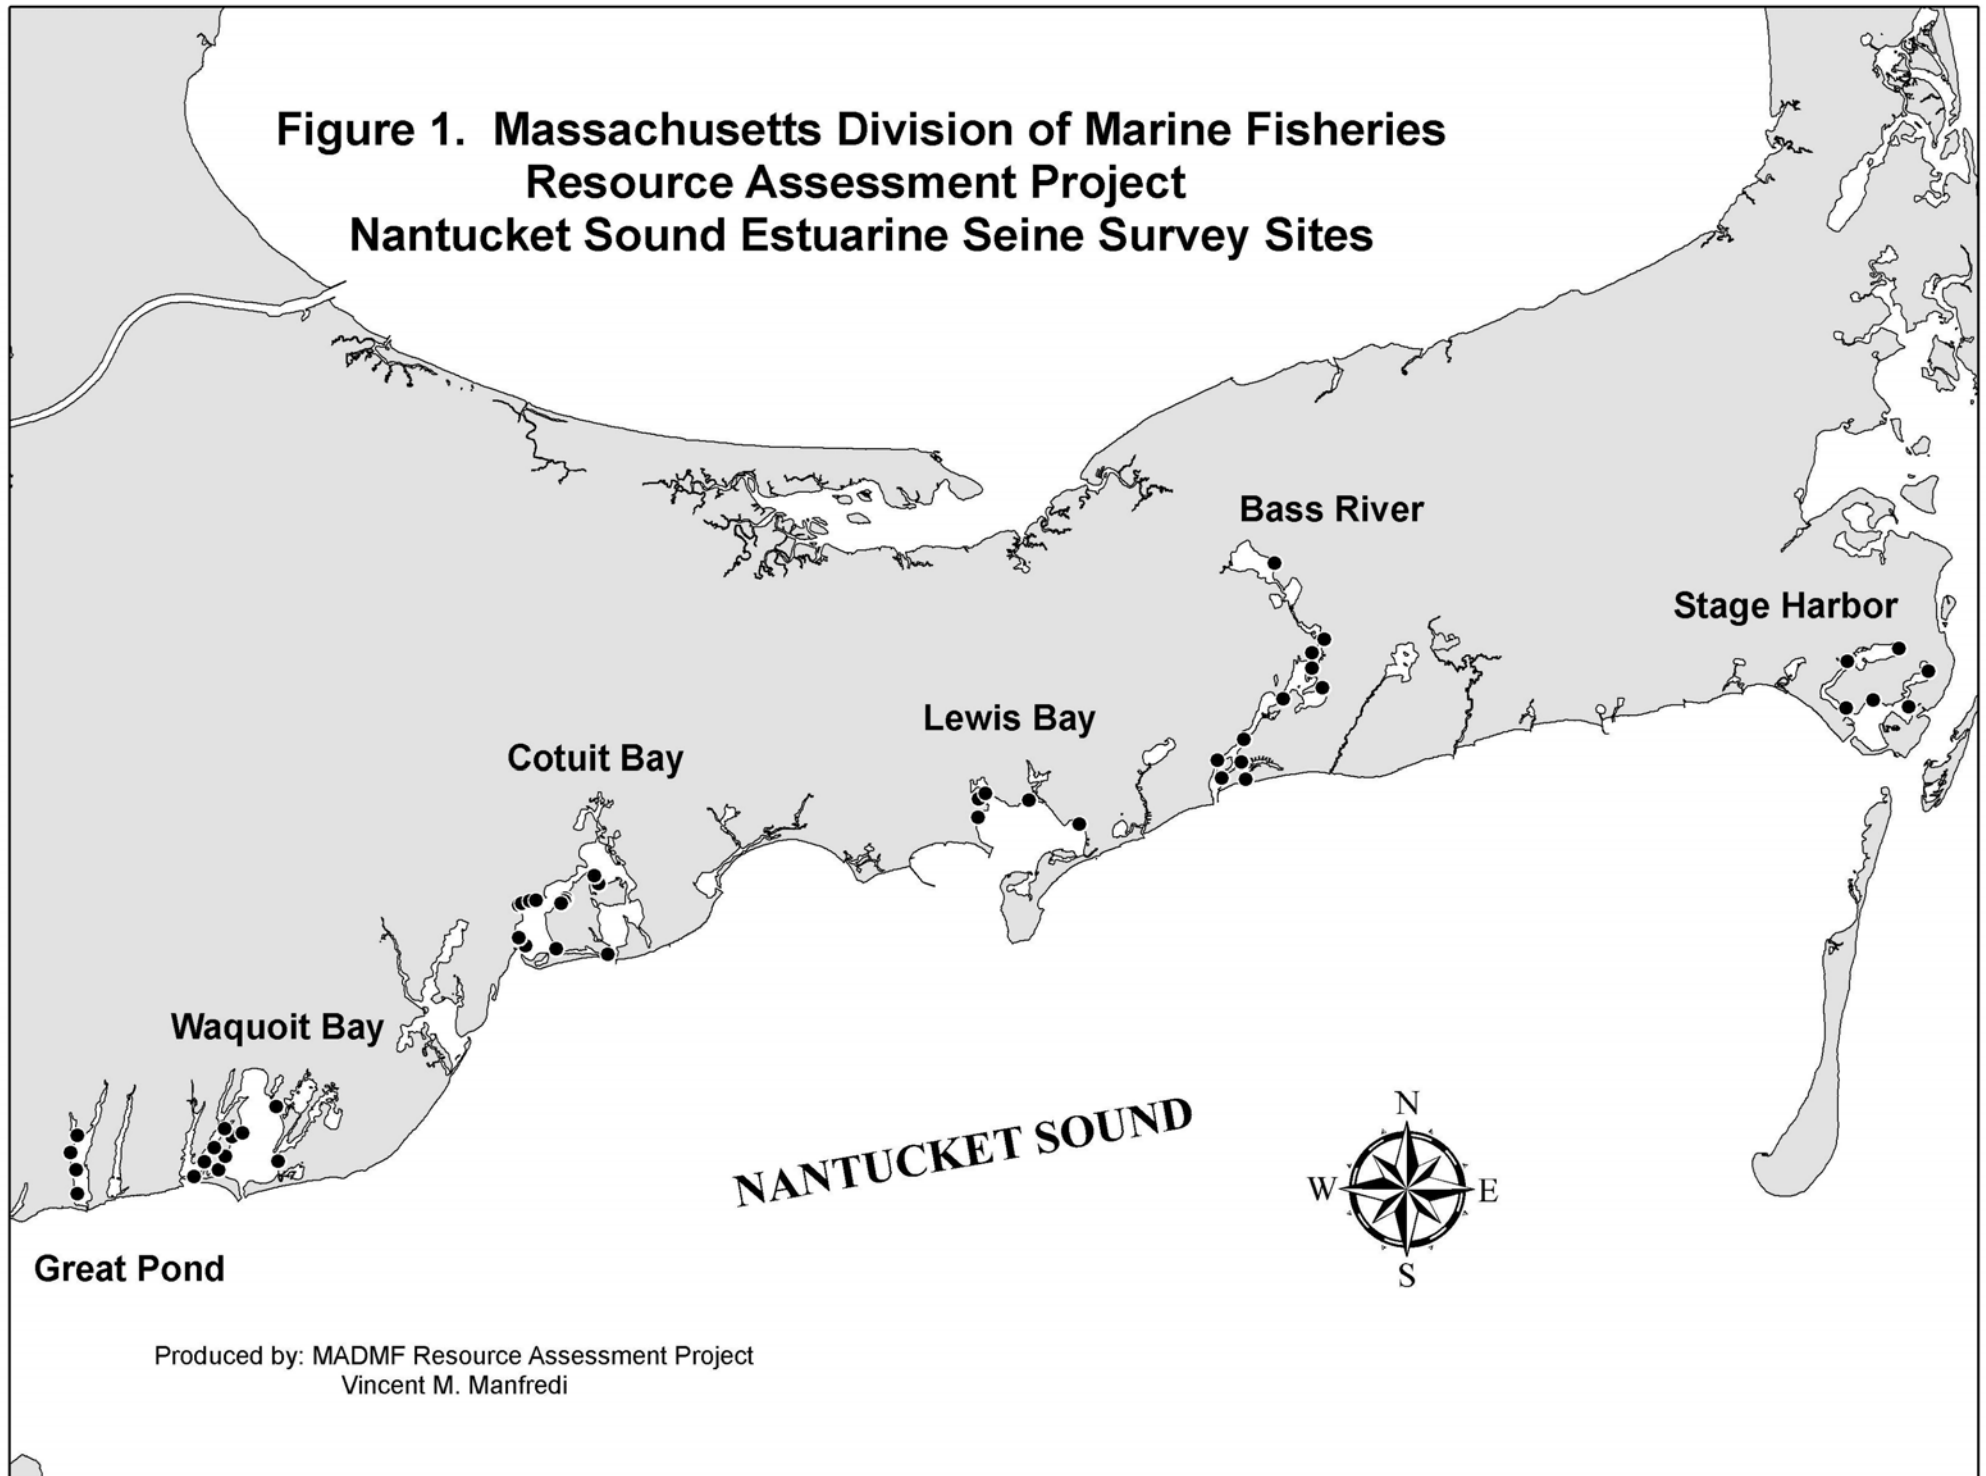 Figure 1. Massachusetts Division of Marine Fisheries
Resource Assessment Project
Nantucket Sound Estuarine Seine Survey Sites
Bass River
Stage Harbor
Lewis Bay
Cotuit Bay
Waquoit Bay
NANTUCKET SOUND
N
W
E
S
Great Pond
Produced by: MADMF Resource Assessment Project
Vincent M. Manfredi